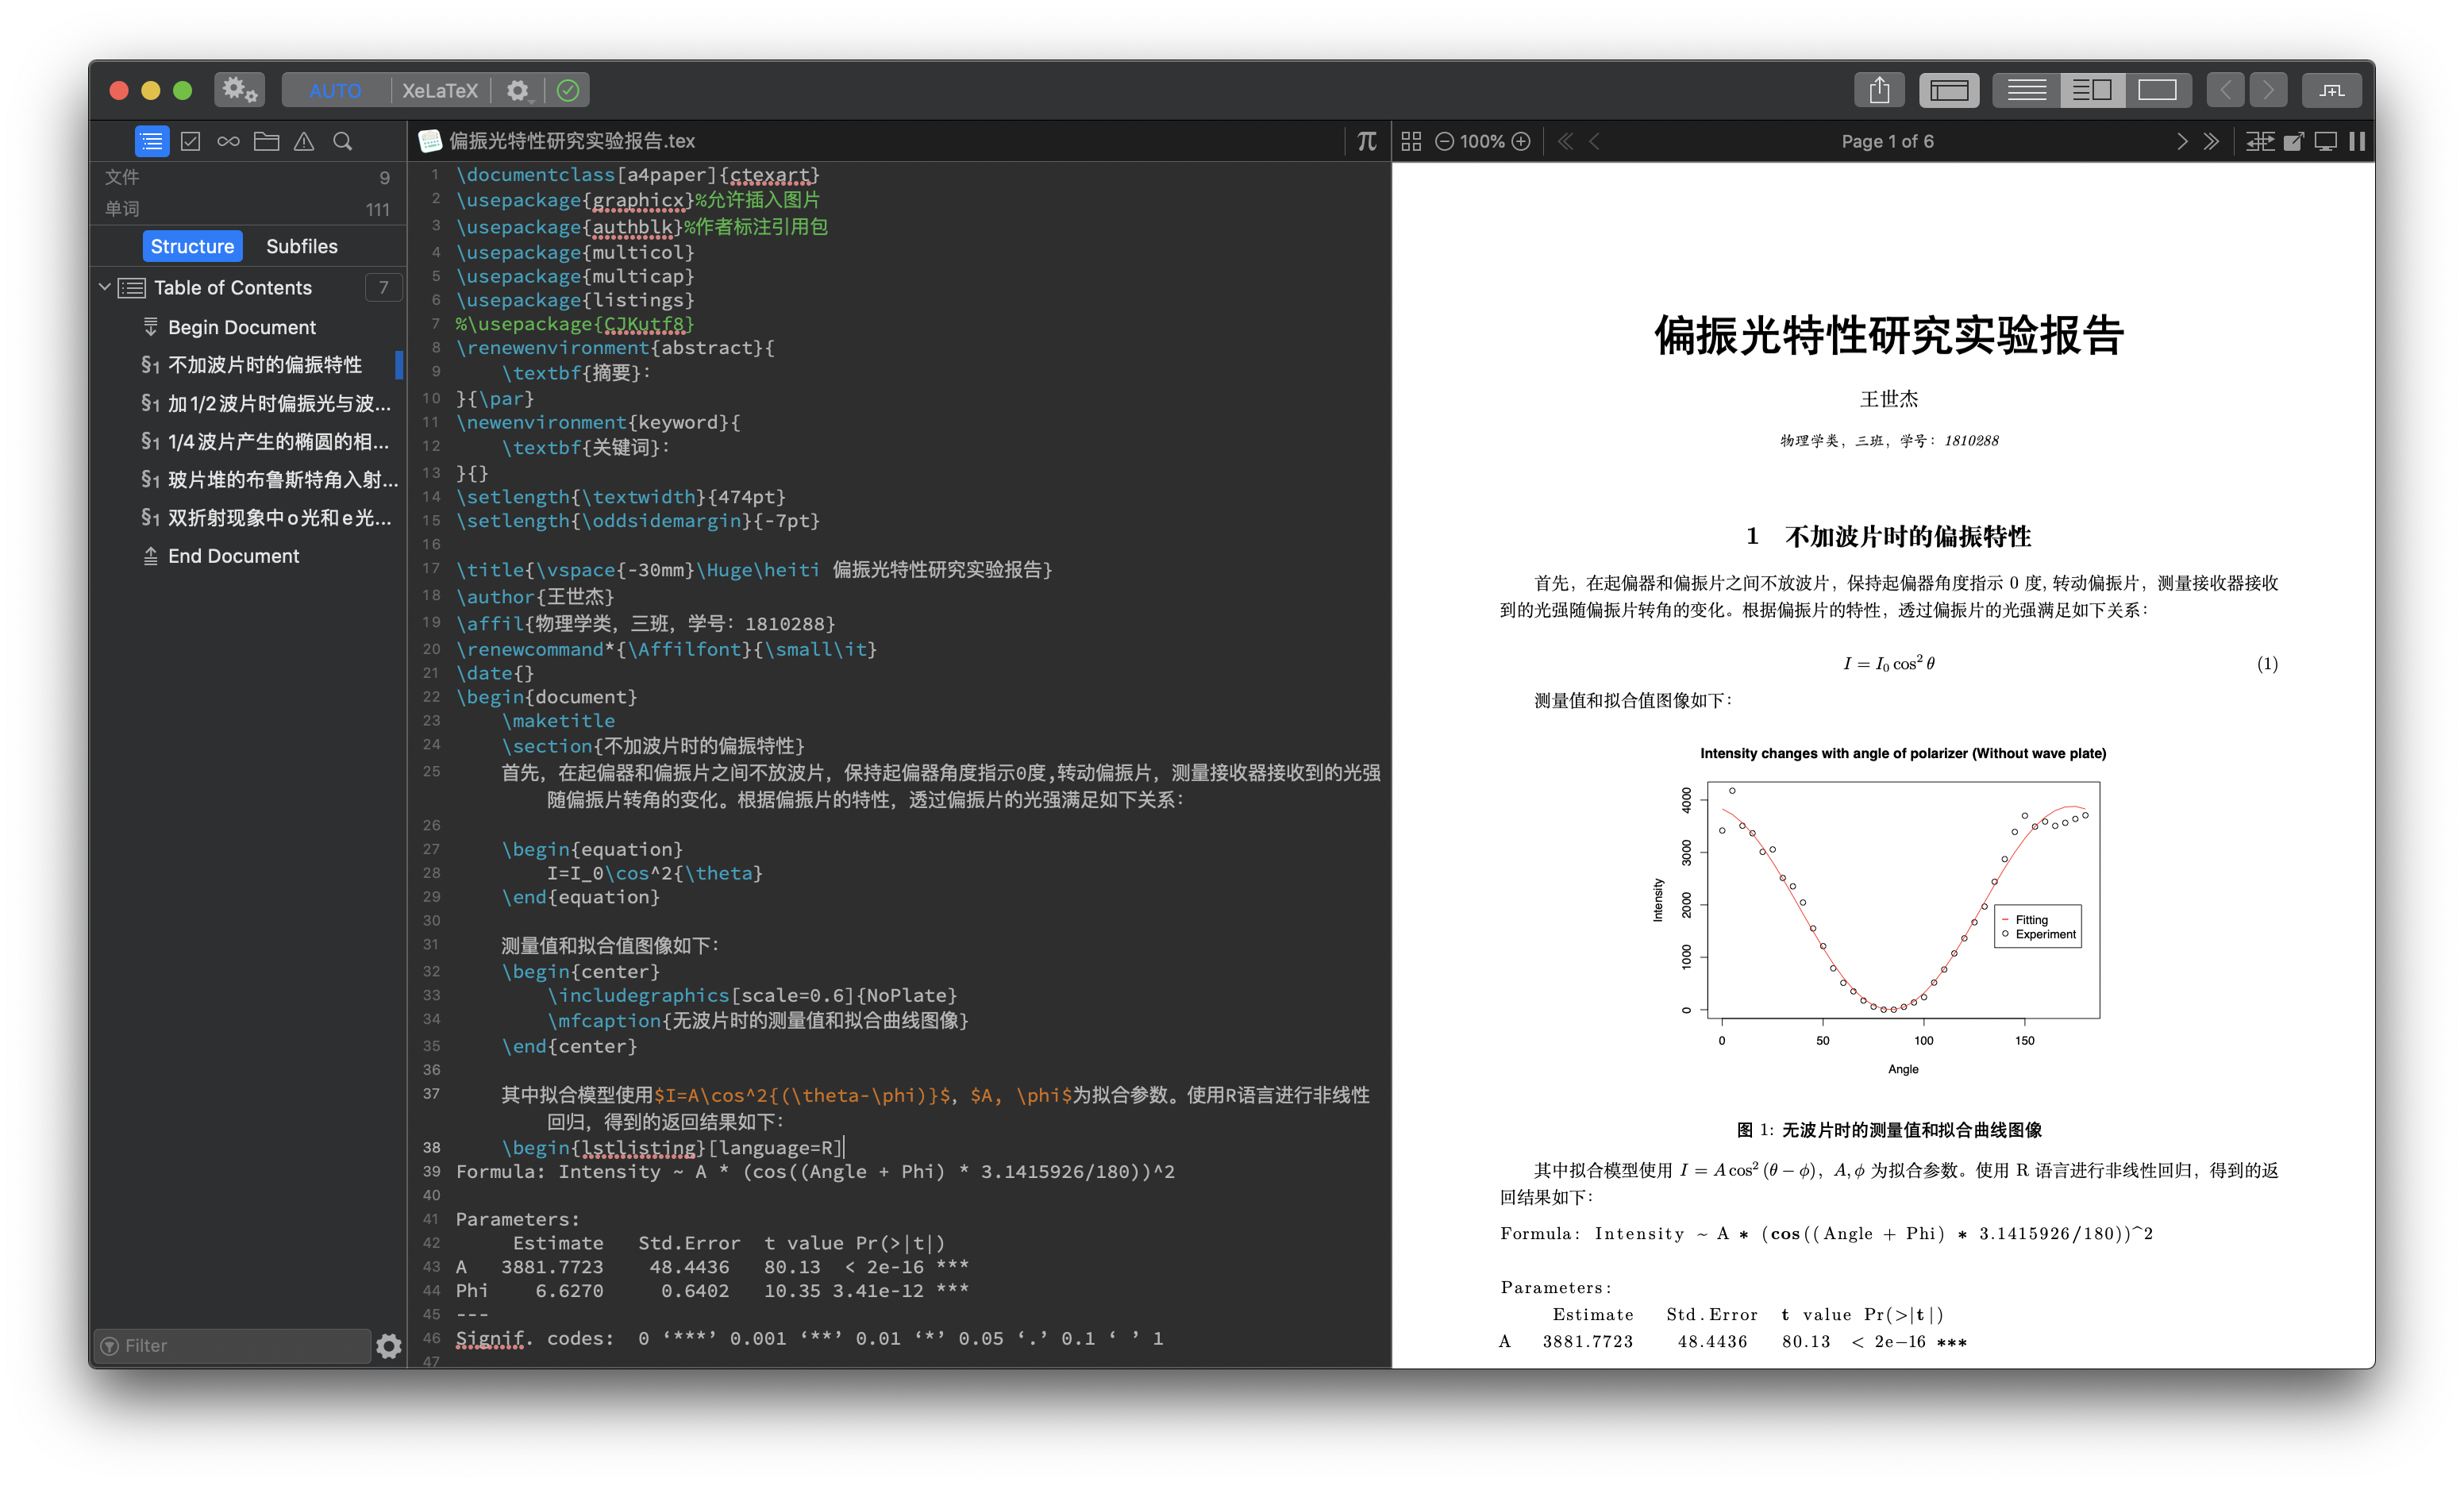 AUTO XeLaTeX
偏振光特性研究实验报告.tex
100%
Page 1 of 6
文件 9
单词 111
Structure Subfiles
Table of Contents 7
Begin Document
§1 不加波片时的偏振特性
§1 加1/2波片时偏振光与波...
§1 1/4波片产生的椭圆的相...
§1 玻片堆的布鲁斯特角入射...
§1 双折射现象中o光和e光...
End Document
Filter
1 \documentclass[a4paper]{ctexart}
2 \usepackage{graphicx}%允许插入图片
3 \usepackage{authblk}%作者标注引用包
4 \usepackage{multicol}
5 \usepackage{multicap}
6 \usepackage{listings}
7 %\usepackage{CJKutf8}
8 \renewenvironment{abstract}{
9 \textbf{摘要}：
10 }{\par}
11 \newenvironment{keyword}{
12 \textbf{关键词}：
13 }{}
14 \setlength{\textwidth}{474pt}
15 \setlength{\oddsidemargin}{-7pt}
16
17 \title{\vspace{-30mm}\Huge\heiti 偏振光特性研究实验报告}
18 \author{王世杰}
19 \affil{物理学类，三班，学号：1810288}
20 \renewcommand*{\Affilfont}{\small\it}
21 \date{}
22 \begin{document}
23 \maketitle
24 \section{不加波片时的偏振特性}
25 首先，在起偏器和偏振片之间不放波片，保持起偏器角度指示0度,转动偏振片，测量接收器接收到的光强
随偏振片转角的变化。根据偏振片的特性，透过偏振片的光强满足如下关系：
26
27 \begin{equation}
28 I=I_0\cos^2{\theta}
29 \end{equation}
30
31 测量值和拟合值图像如下：
32 \begin{center}
33 \includegraphics[scale=0.6]{NoPlate}
34 \mfcaption{无波片时的测量值和拟合曲线图像}
35 \end{center}
36
37 其中拟合模型使用$I=A\cos^2{(\theta-\phi)}$，$A, \phi$为拟合参数。使用R语言进行非线性
回归，得到的返回结果如下：
38 \begin{lstlisting}[language=R]
39 Formula: Intensity ~ A * (cos((Angle + Phi) * 3.1415926/180))^2
40
41 Parameters:
42 Estimate Std.Error t value Pr(>|t|)
43 A 3881.7723 48.4436 80.13 < 2e-16 ***
44 Phi 6.6270 0.6402 10.35 3.41e-12 ***
45 ---
46 Signif. codes: 0 ‘***’ 0.001 ‘**’ 0.01 ‘*’ 0.05 ‘.’ 0.1 ‘ ’ 1
47
偏振光特性研究实验报告
王世杰
物理学类，三班，学号：1810288
1 不加波片时的偏振特性
首先，在起偏器和偏振片之间不放波片，保持起偏器角度指示 0 度, 转动偏振片，测量接收器接收
到的光强随偏振片转角的变化。根据偏振片的特性，透过偏振片的光强满足如下关系：
I = I₀ cos² θ (1)
测量值和拟合值图像如下：
Intensity changes with angle of polarizer (Without wave plate)
4000
3000
2000
1000
0
Intensity
Fitting
Experiment
0 50 100 150
Angle
图 1: 无波片时的测量值和拟合曲线图像
其中拟合模型使用 I = A cos² (θ − ϕ)，A, ϕ 为拟合参数。使用 R 语言进行非线性回归，得到的返
回结果如下：
Formula: Intensity ~ A * (cos((Angle + Phi) * 3.1415926/180))^2
Parameters:
Estimate Std.Error t value Pr(>|t|)
A 3881.7723 48.4436 80.13 < 2e−16 ***